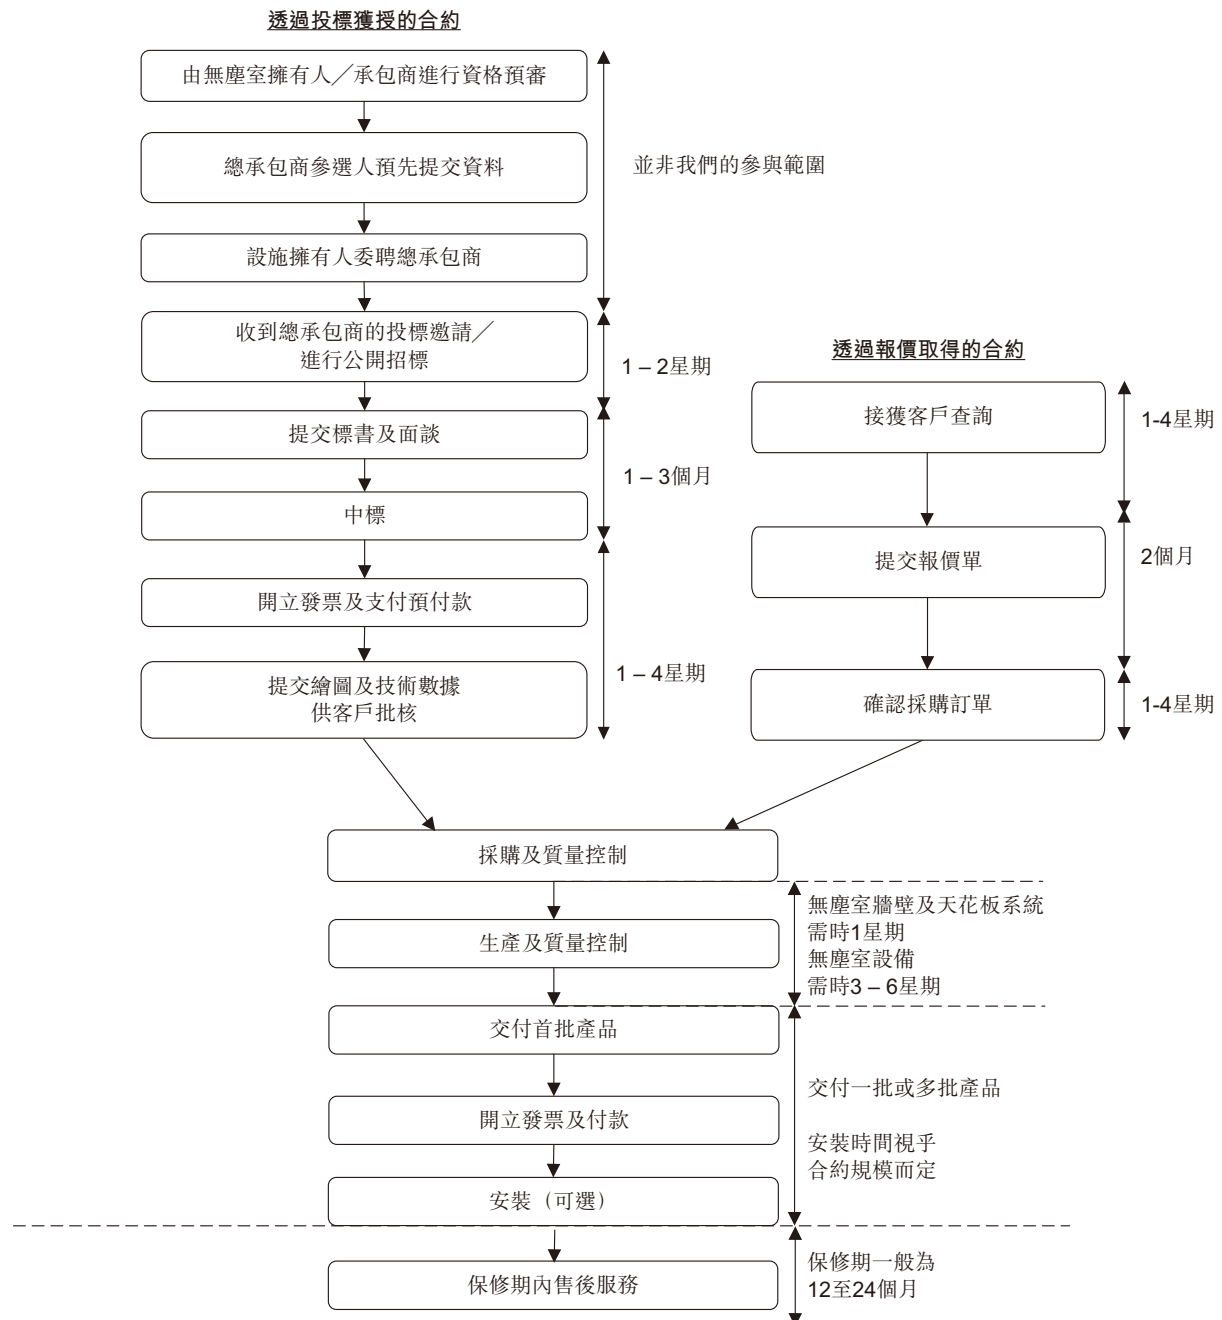 透過投標獲授的合約
由無塵室擁有人╱承包商進行資格預審
總承包商參選人預先提交資料
並非我們的參與範圍
設施擁有人委聘總承包商
收到總承包商的投標邀請╱
進行公開招標
1 – 2星期
提交標書及面談
1 – 3個月
中標
開立發票及支付預付款
提交繪圖及技術數據
供客戶批核
1 – 4星期
透過報價取得的合約
接獲客戶查詢
1-4星期
提交報價單
2個月
確認採購訂單
1-4星期
採購及質量控制
生產及質量控制
無塵室牆壁及天花板系統
需時1星期
無塵室設備
需時3 – 6星期
交付首批產品
開立發票及付款
交付一批或多批產品
安裝時間視乎
合約規模而定
安裝（可選）
保修期內售後服務
保修期一般為
12至24個月